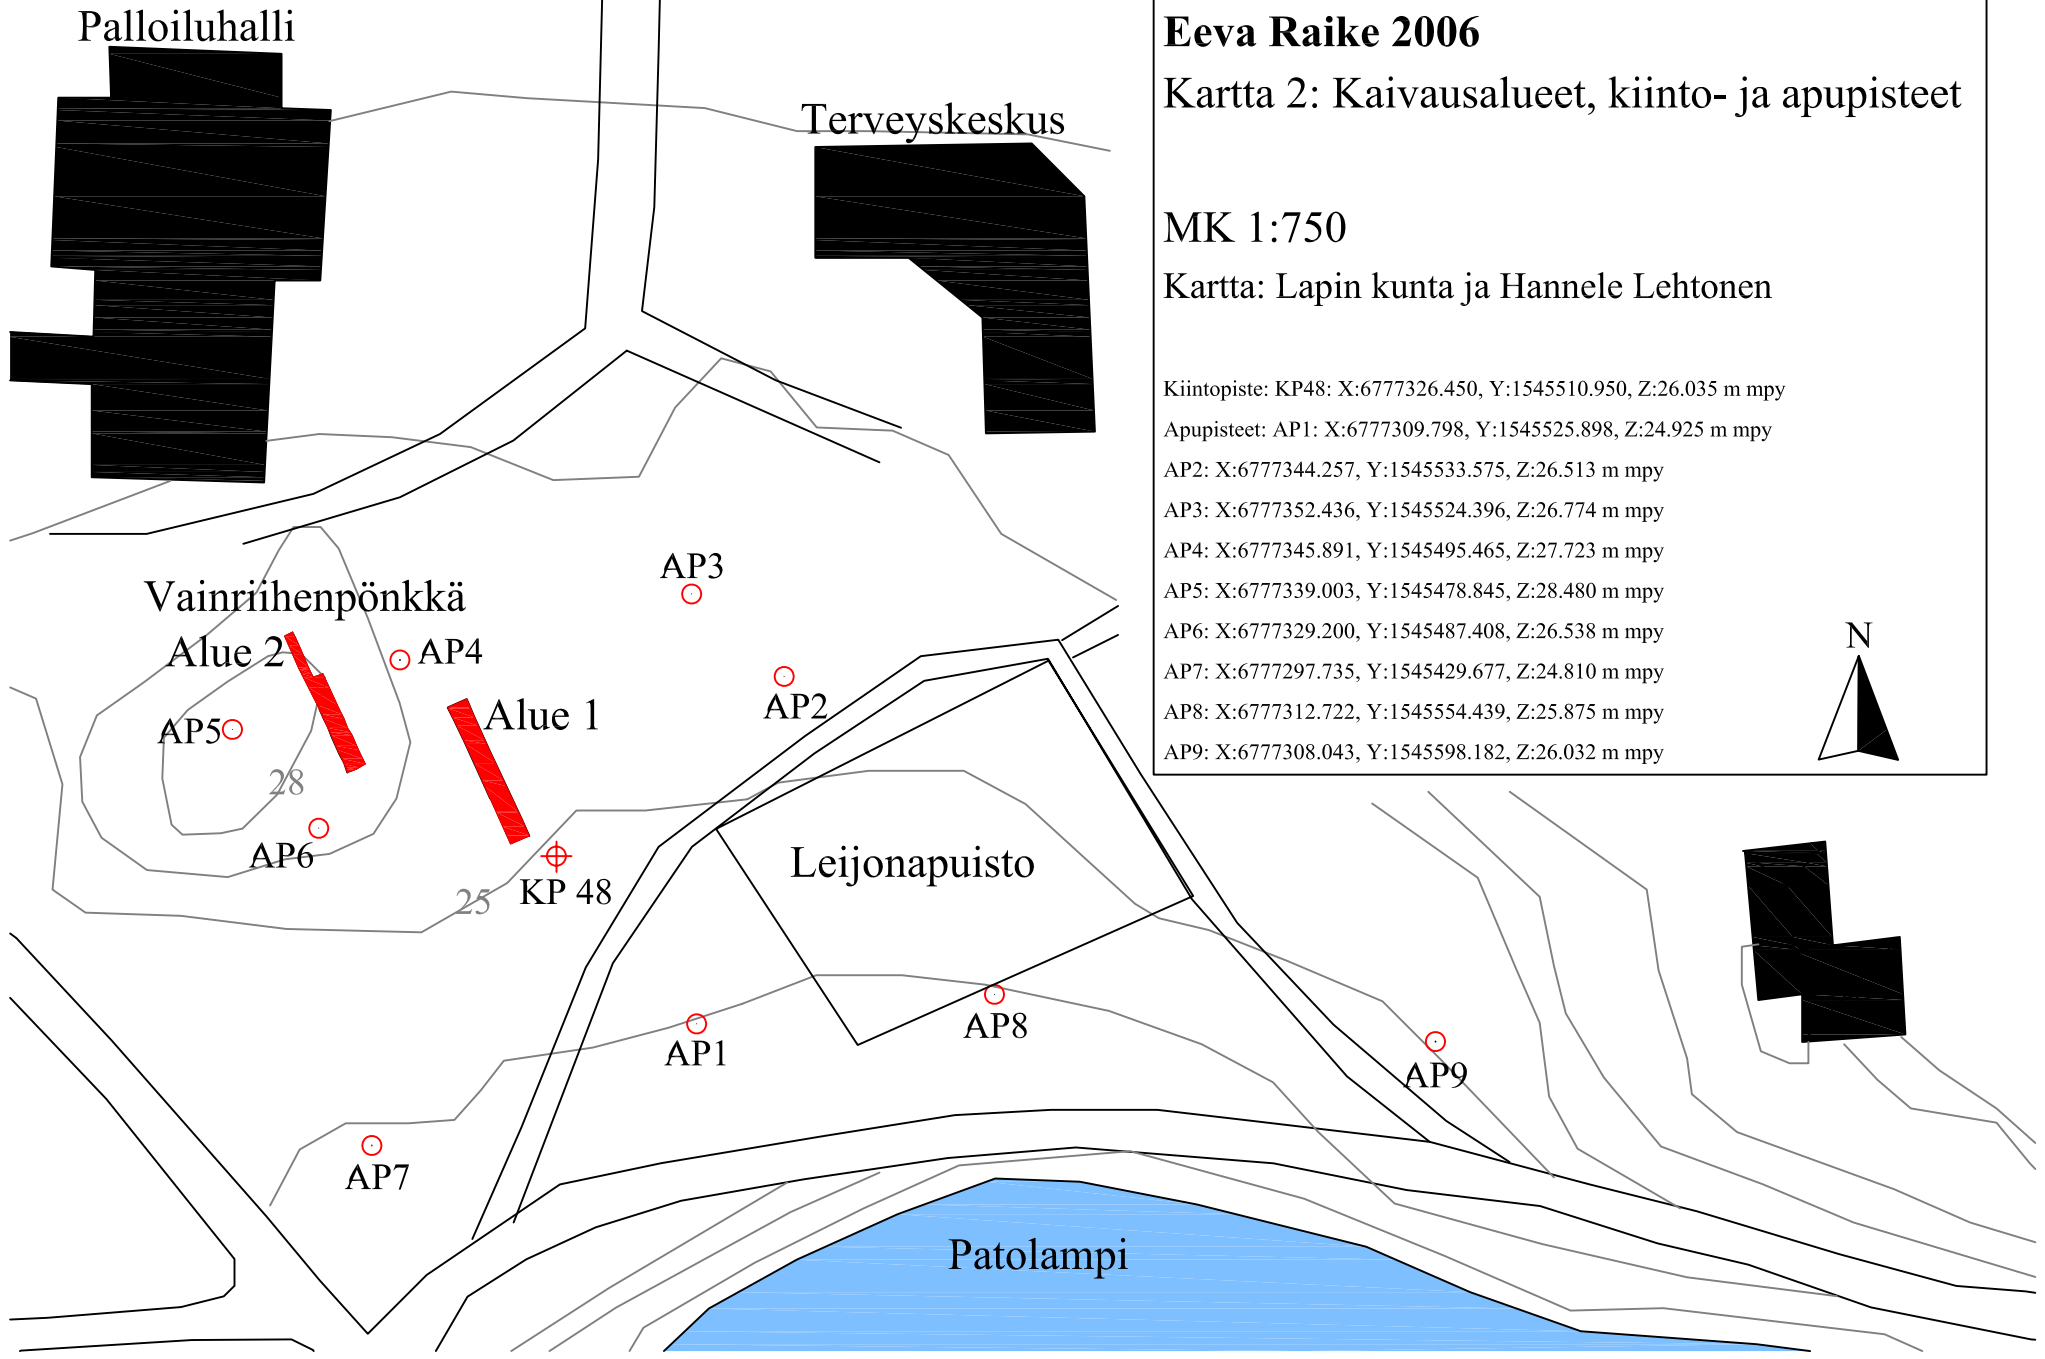 Palloiluhalli
Terveyskeskus
Eeva Raike 2006
Kartta 2: Kaivausalueet, kiinto- ja apupisteet
MK 1:750
Kartta: Lapin kunta ja Hannele Lehtonen
Kiintopiste: KP48: X:6777326.450, Y:1545510.950, Z:26.035 m mpy
Apupisteet: AP1: X:6777309.798, Y:1545525.898, Z:24.925 m mpy
AP2: X:6777344.257, Y:1545533.575, Z:26.513 m mpy
AP3: X:6777352.436, Y:1545524.396, Z:26.774 m mpy
AP4: X:6777345.891, Y:1545495.465, Z:27.723 m mpy
AP5: X:6777339.003, Y:1545478.845, Z:28.480 m mpy
AP6: X:6777329.200, Y:1545487.408, Z:26.538 m mpy
AP7: X:6777297.735, Y:1545429.677, Z:24.810 m mpy
AP8: X:6777312.722, Y:1545554.439, Z:25.875 m mpy
AP9: X:6777308.043, Y:1545598.182, Z:26.032 m mpy
N
AP3
Vainriihenpönkkä
Alue 2
AP4
AP2
Alue 1
AP5
28
AP6
Leijonapuisto
KP 48
25
AP8
AP1
AP9
AP7
Patolampi